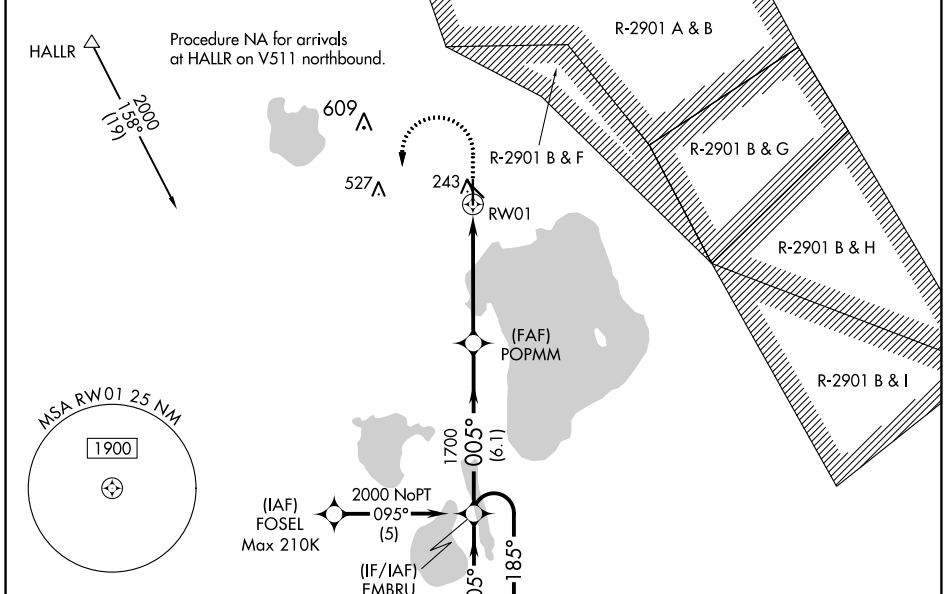 HALLR
Procedure NA for arrivals
at HALLR on V511 northbound.
R-2901 A & B
2000
158°
(19)
609
R-2901 B & F
R-2901 B & G
527
243
RW01
R-2901 B & H
(FAF)
POPMM
R-2901 B & I
MSA RW01 25 NM
1900
1700
005°
(6.1)
(IAF)
FOSEL
Max 210K
2000 NoPT
095°
(5)
(IF/IAF)
EMBRU
185°